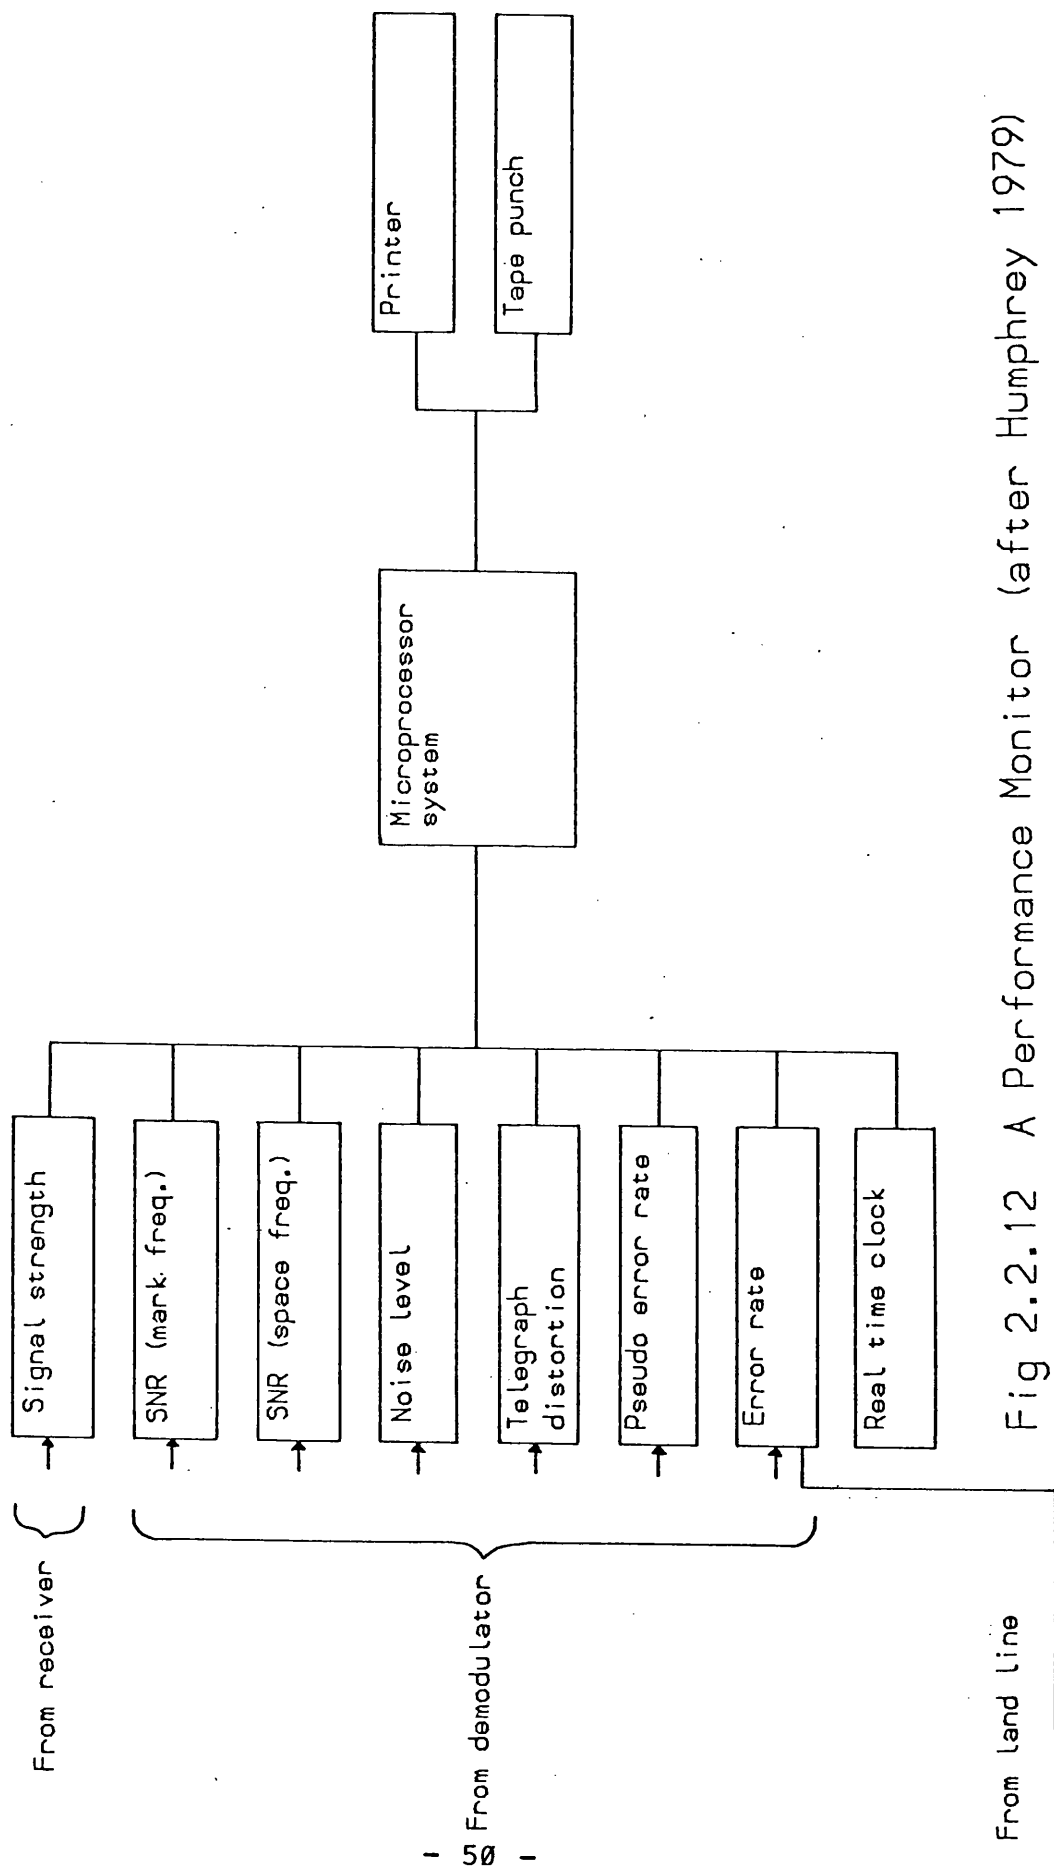 From receiver
From demodulator
From land line
Signal strength
SNR (mark. freq.)
SNR (space freq.)
Noise level
Telegraph
distortion
Pseudo error rate
Error rate
Real time clock
Microprocessor
system
Printer
Tape punch
Fig 2.2.12 A Performance Monitor (after Humphrey 1979)
- 50 -